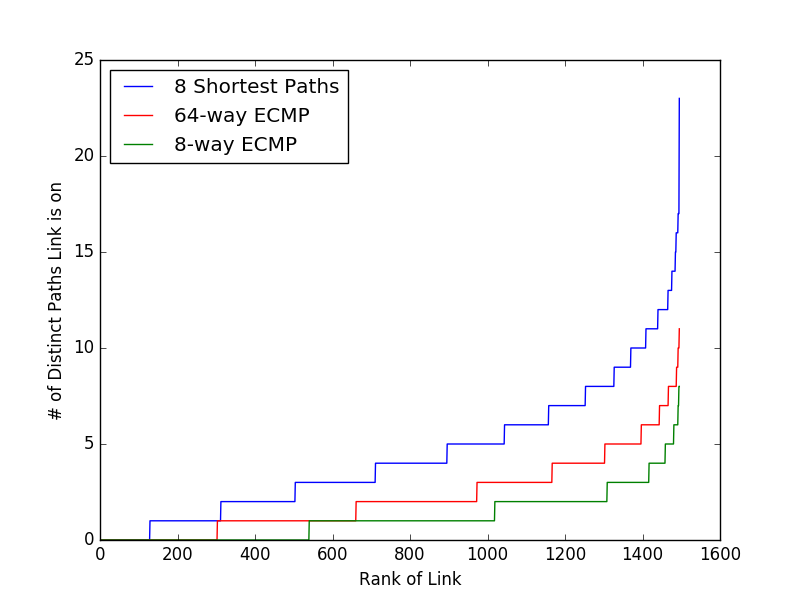 25
20
15
10
5
0
# of Distinct Paths Link is on
8 Shortest Paths
64-way ECMP
8-way ECMP
0 200 400 600 800 1000 1200 1400 1600
Rank of Link